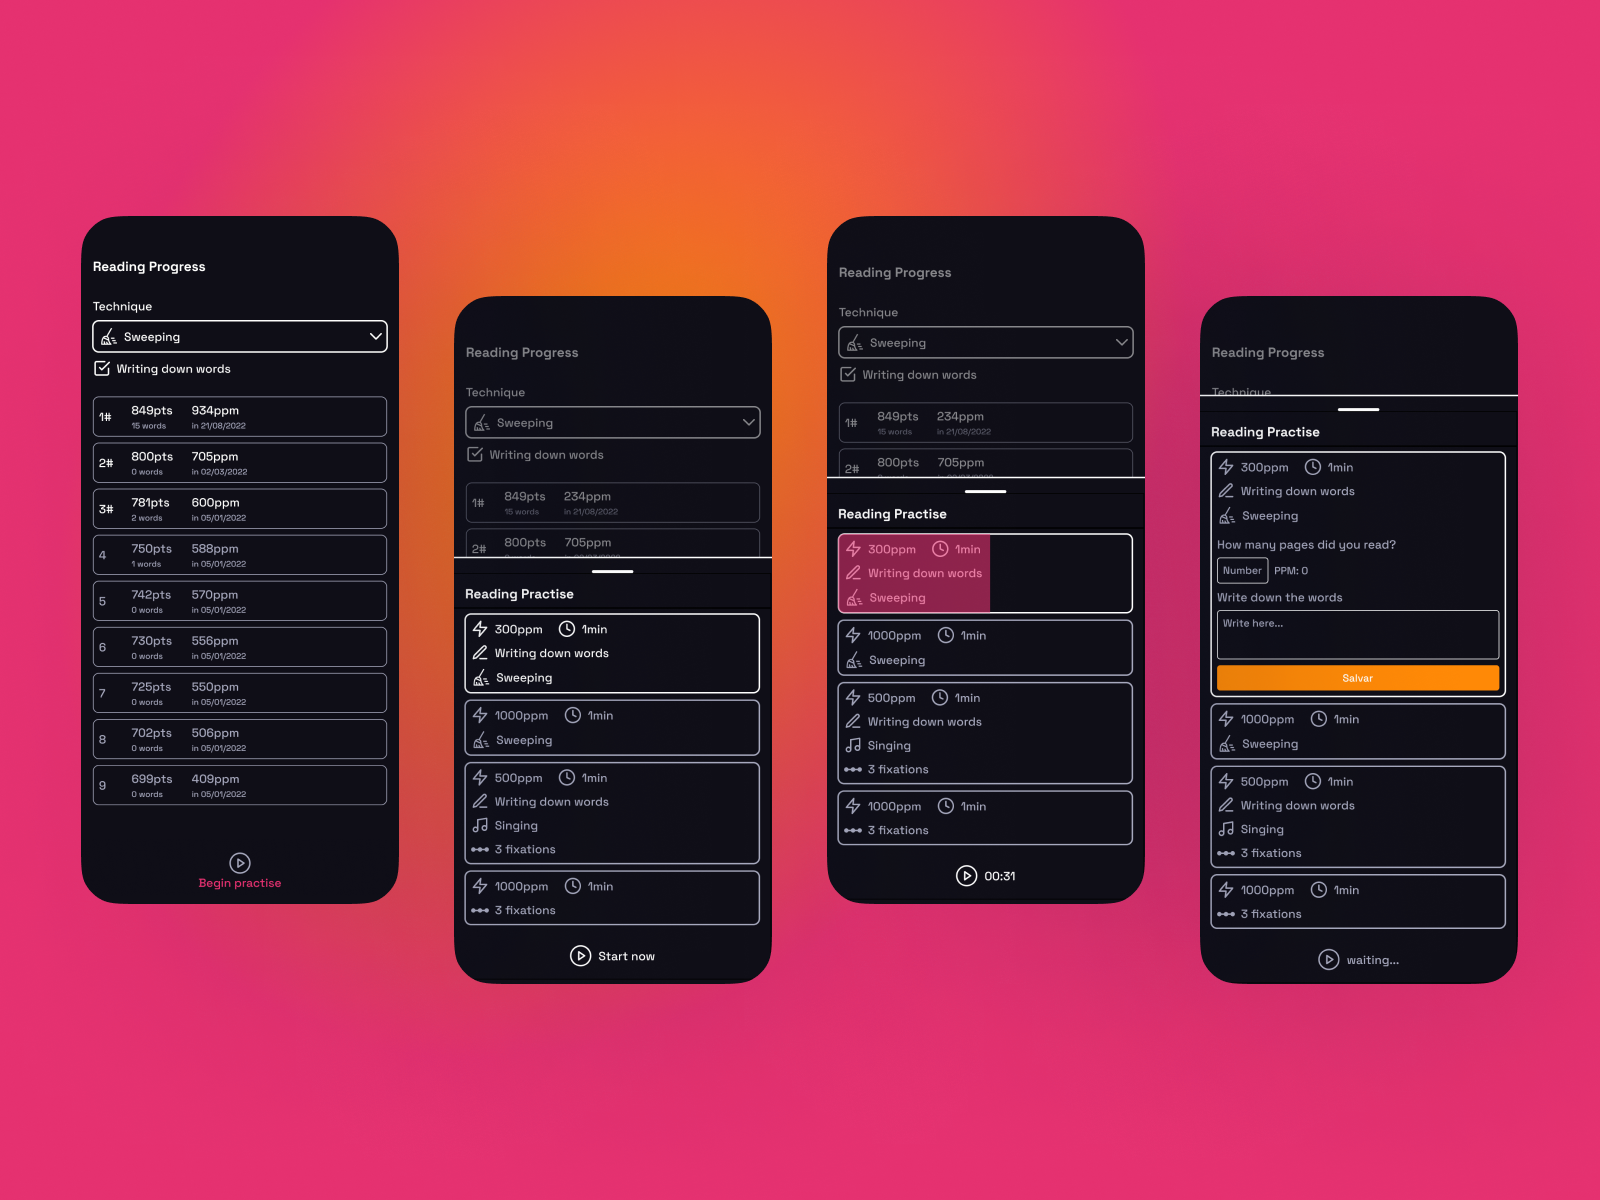 Reading Progress
Technique
Sweeping
Writing down words
1# 849pts 934ppm
15 words in 21/08/2022
2# 800pts 705ppm
0 words in 02/03/2022
3# 781pts 600ppm
2 words in 05/01/2022
4 750pts 588ppm
1 words in 05/01/2022
5 742pts 570ppm
0 words in 05/01/2022
6 730pts 556ppm
0 words in 05/01/2022
7 725pts 550ppm
0 words in 05/01/2022
8 702pts 506ppm
0 words in 05/01/2022
9 699pts 409ppm
0 words in 05/01/2022
Begin practise
Reading Progress
Technique
Sweeping
Writing down words
1# 849pts 234ppm
15 words in 21/08/2022
2# 800pts 705ppm
Reading Practise
300ppm 1min
Writing down words
Sweeping
1000ppm 1min
Sweeping
500ppm 1min
Writing down words
Singing
3 fixations
1000ppm 1min
3 fixations
Start now
Reading Progress
Technique
Sweeping
Writing down words
1# 849pts 234ppm
15 words in 21/08/2022
2# 800pts 705ppm
Reading Practise
300ppm 1min
Writing down words
Sweeping
1000ppm 1min
Sweeping
500ppm 1min
Writing down words
Singing
3 fixations
1000ppm 1min
3 fixations
00:31
Reading Progress
Technique
Reading Practise
300ppm 1min
Writing down words
Sweeping
How many pages did you read?
Number PPM: 0
Write down the words
Write here...
Salvar
1000ppm 1min
Sweeping
500ppm 1min
Writing down words
Singing
3 fixations
1000ppm 1min
3 fixations
waiting...